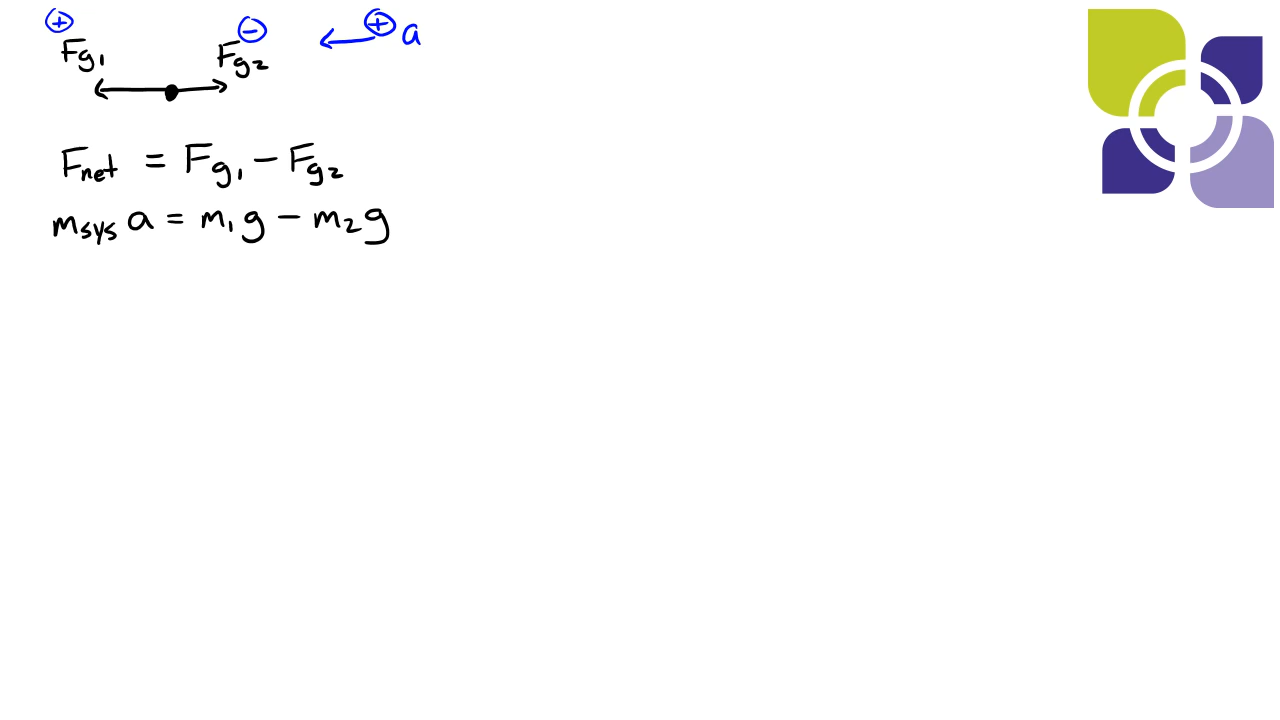 ⊕ ⊖ ⊕ a
Fg₁ Fg₂
Fnet = Fg₁ − Fg₂
msys a = m₁g − m₂g